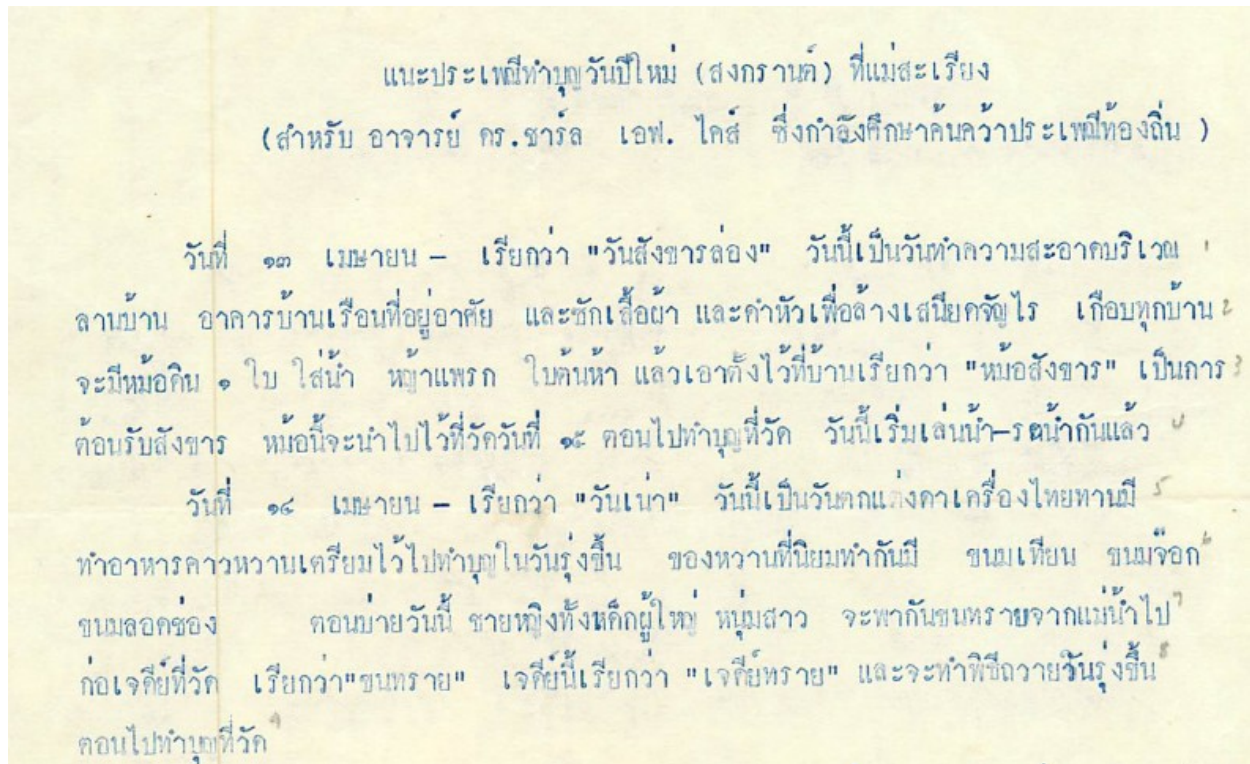 แนะประเพณีทำบุญวันปีใหม่ (สงกรานต์) ที่แม่สะเรียง
(สำหรับ อาจารย์ ดร.ชาร์ล เอฟ. ไคส์ ซึ่งกำลังศึกษาค้นคว้าประเพณีท้องถิ่น )
วันที่ ๑๓ เมษายน – เรียกว่า "วันสังขารล่อง" วันนี้เป็นวันทำความสะอาดบริเวณ 1
ลานบ้าน อาคารบ้านเรือนที่อยู่อาศัย และซักเสื้อผ้า และดำหัวเพื่อล้างเสนียดจัญไร เกือบทุกบ้าน 2
จะมีหม้อดิน ๑ ใบ ใส่น้ำ หญ้าแพรก ใบต้นห้า แล้วเอาตั้งไว้ที่บ้านเรียกว่า "หม้อสังขาร" เป็นการ 3
ต้อนรับสังขาร หม้อนี้จะนำไปไว้ที่วัดวันที่ ๑๕ ตอนไปทำบุญที่วัด วันนี้เริ่มเล่นน้ำ–รดน้ำกันแล้ว 4
วันที่ ๑๔ เมษายน – เรียกว่า "วันเน่า" วันนี้เป็นวันตกแต่งดาเครื่องไทยทานมี 5
ทำอาหารคาวหวานเตรียมไว้ไปทำบุญในวันรุ่งขึ้น ของหวานที่นิยมทำกันมี ขนมเทียน ขนมจ๊อก 6
ขนมลอดช่อง ตอนบ่ายวันนี้ ชายหญิงทั้งเด็กผู้ใหญ่ หนุ่มสาว จะพากันขนทรายจากแม่น้ำไป 7
ก่อเจดีย์ที่วัด เรียกว่า"ขนทราย" เจดีย์นี้เรียกว่า "เจดีย์ทราย" และจะทำพิธีถวายวันรุ่งขึ้น 8
ตอนไปทำบุญที่วัด 9